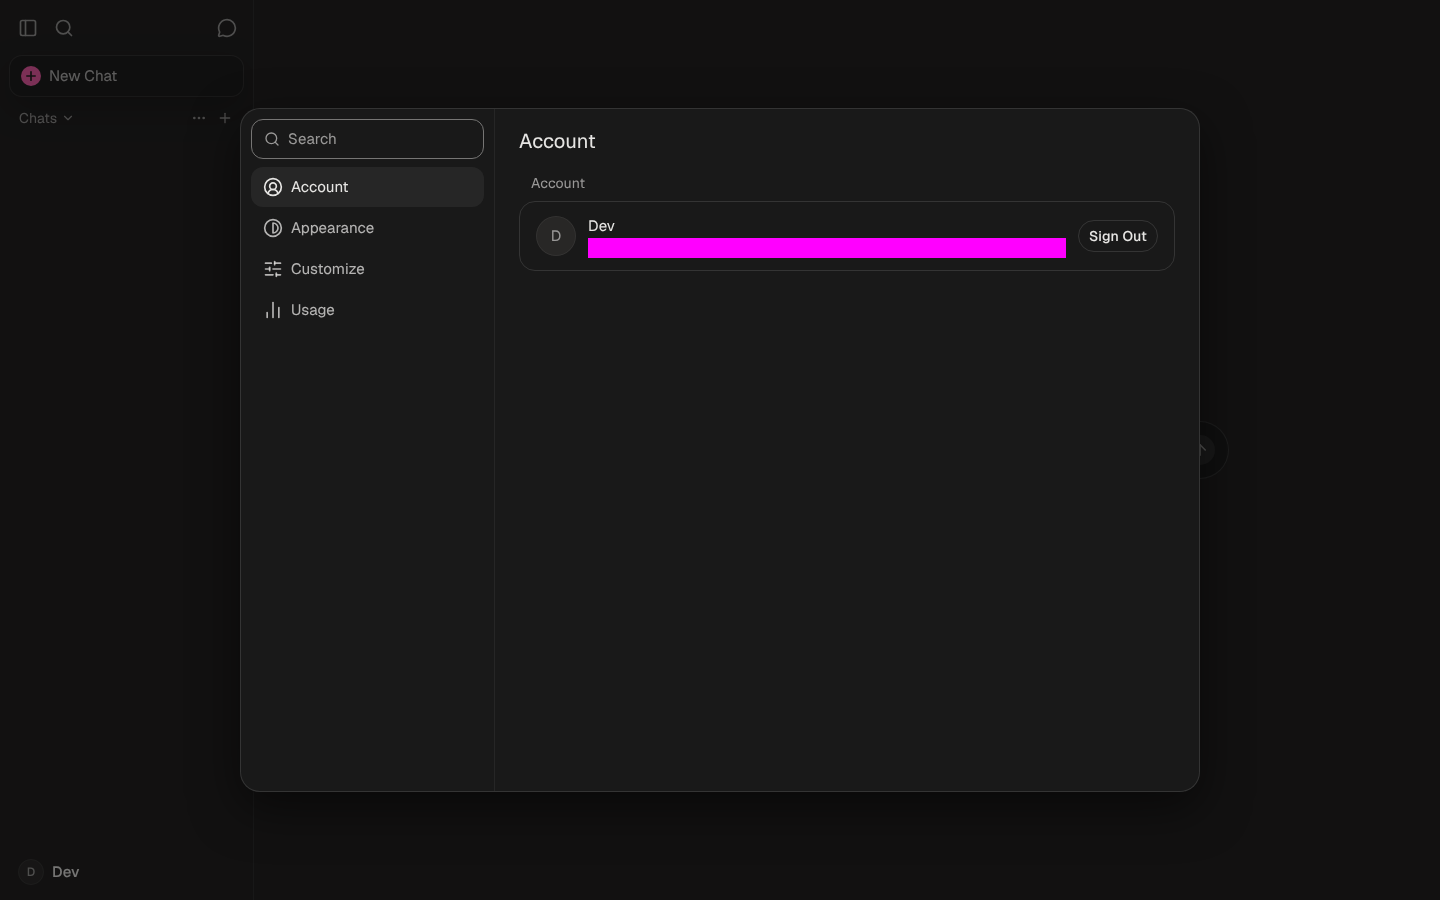 New Chat
Chats
Search
Account
Appearance
Customize
Usage
Account
Account
D
Dev
Sign Out
D
Dev